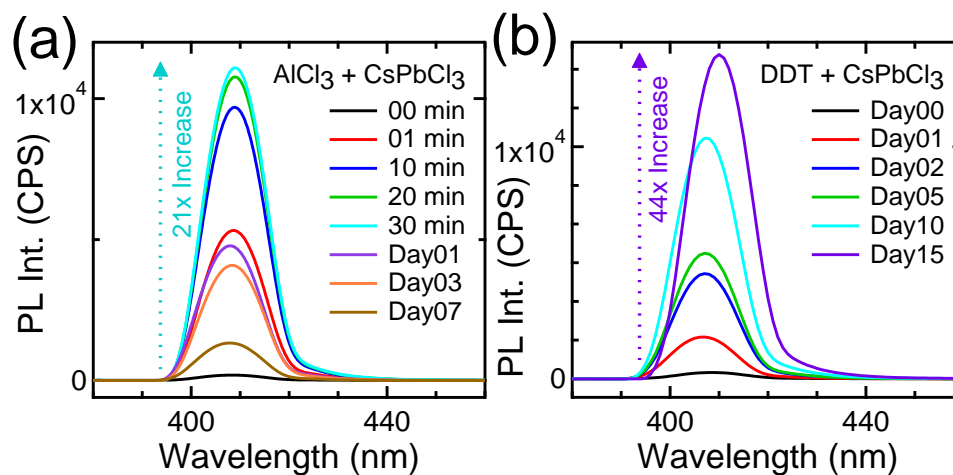 (a)
AlCl3 + CsPbCl3
00 min
01 min
10 min
20 min
30 min
Day01
Day03
Day07
21x Increase
1x10^4
0
PL Int. (CPS)
400
440
Wavelength (nm)
(b)
DDT + CsPbCl3
Day00
Day01
Day02
Day05
Day10
Day15
44x Increase
1x10^4
0
PL Int. (CPS)
400
440
Wavelength (nm)